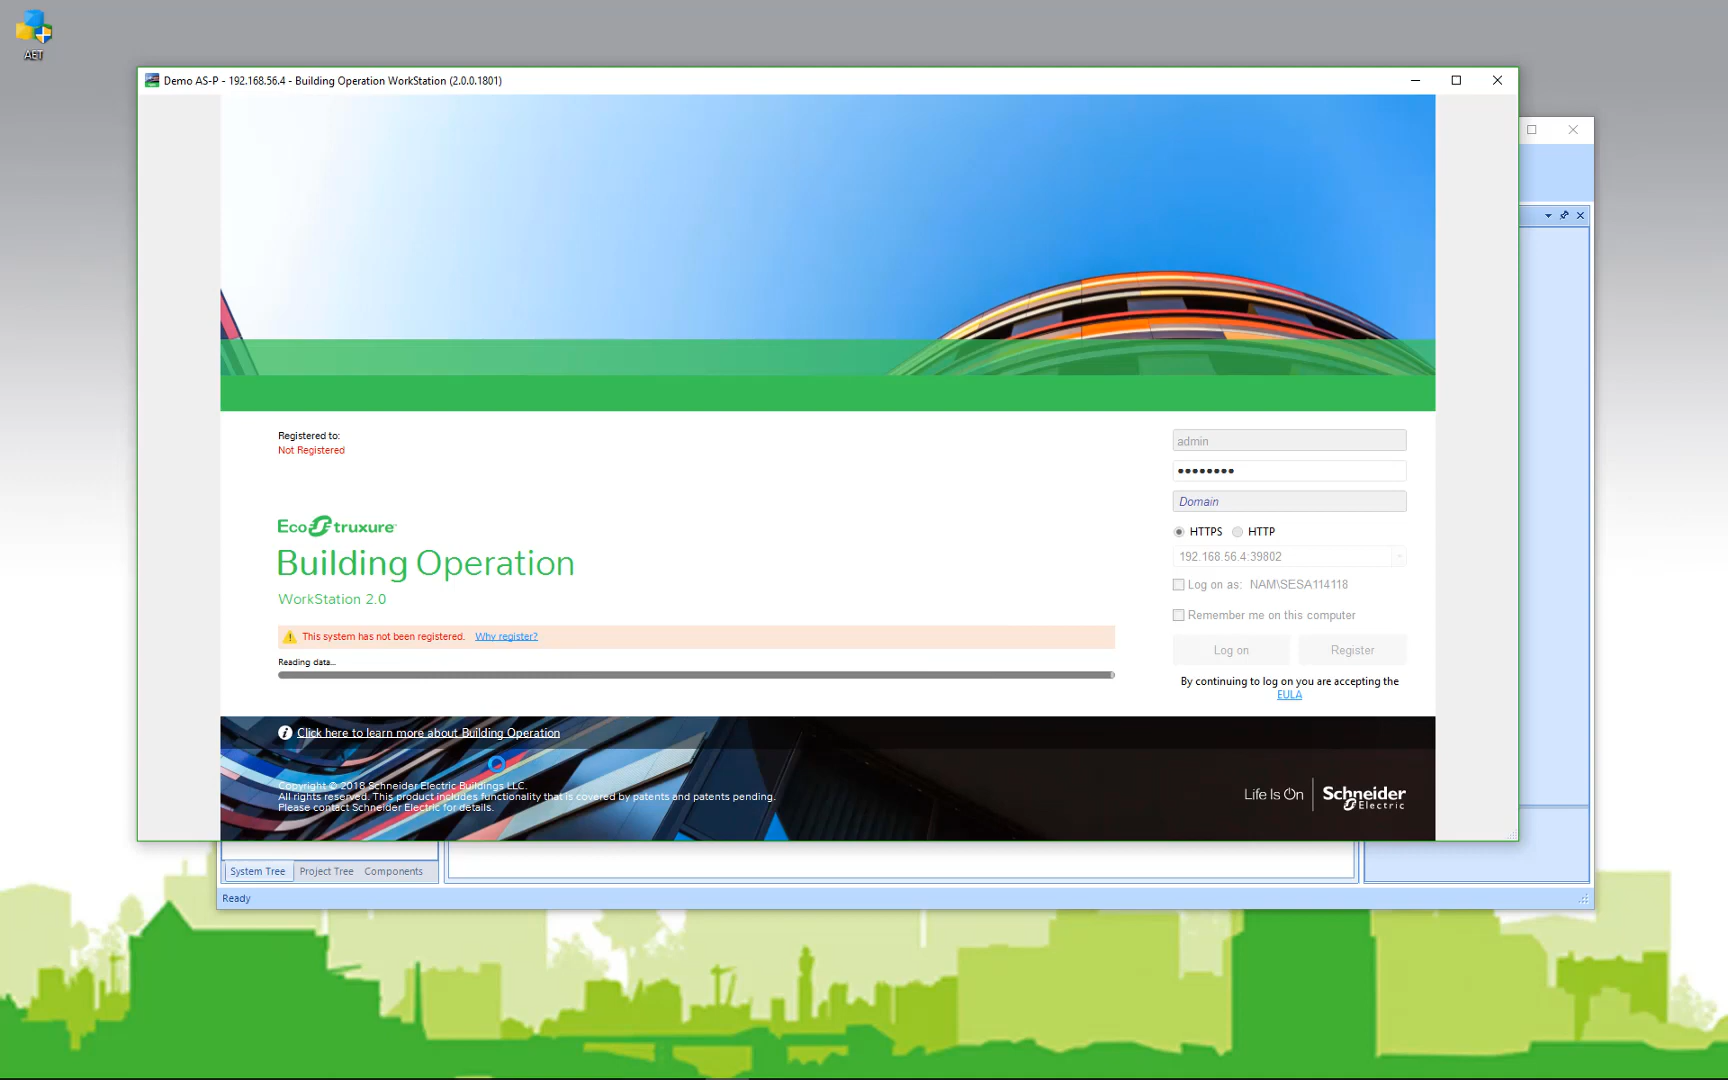 AET
Demo AS-P - 192.168.56.4 - Building Operation WorkStation (2.0.0.1801)
Registered to:
Not Registered
EcoStruxure
Building Operation
WorkStation 2.0
This system has not been registered. Why register?
Reading data...
admin
••••••••
Domain
HTTPS HTTP
192.168.56.4:39802
Log on as: NAM\SESA114118
Remember me on this computer
Log on Register
By continuing to log on you are accepting the
EULA
Click here to learn more about Building Operation
Copyright © 2018 Schneider Electric Buildings LLC.
All rights reserved. This product includes functionality that is covered by patents and patents pending.
Please contact Schneider Electric for details.
Life Is On
Schneider
Electric
System Tree Project Tree Components
Ready